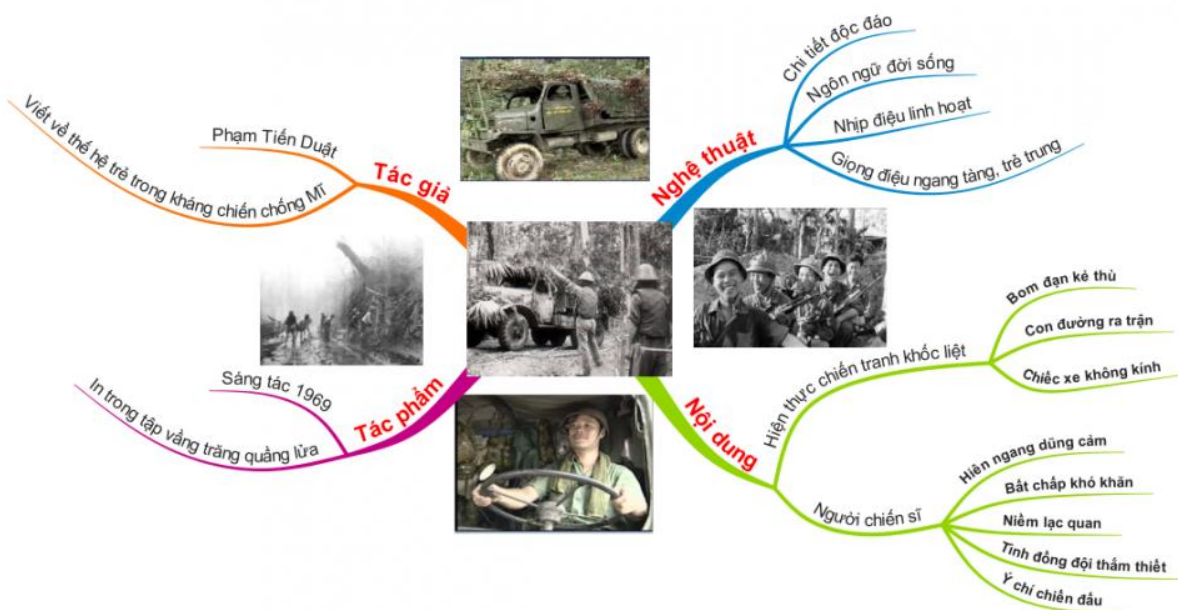 Tác giả
Phạm Tiến Duật
Viết về thế hệ trẻ trong kháng chiến chống Mĩ
Tác phẩm
Sáng tác 1969
In trong tập vầng trăng quầng lửa
Nghệ thuật
Chi tiết độc đáo
Ngôn ngữ đời sống
Nhịp điệu linh hoạt
Giọng điệu ngang tàng, trẻ trung
Nội dung
Hiện thực chiến tranh khốc liệt
Bom đạn kẻ thù
Con đường ra trận
Chiếc xe không kính
Người chiến sĩ
Hiên ngang dũng cảm
Bất chấp khó khăn
Niềm lạc quan
Tình đồng đội thắm thiết
Ý chí chiến đấu